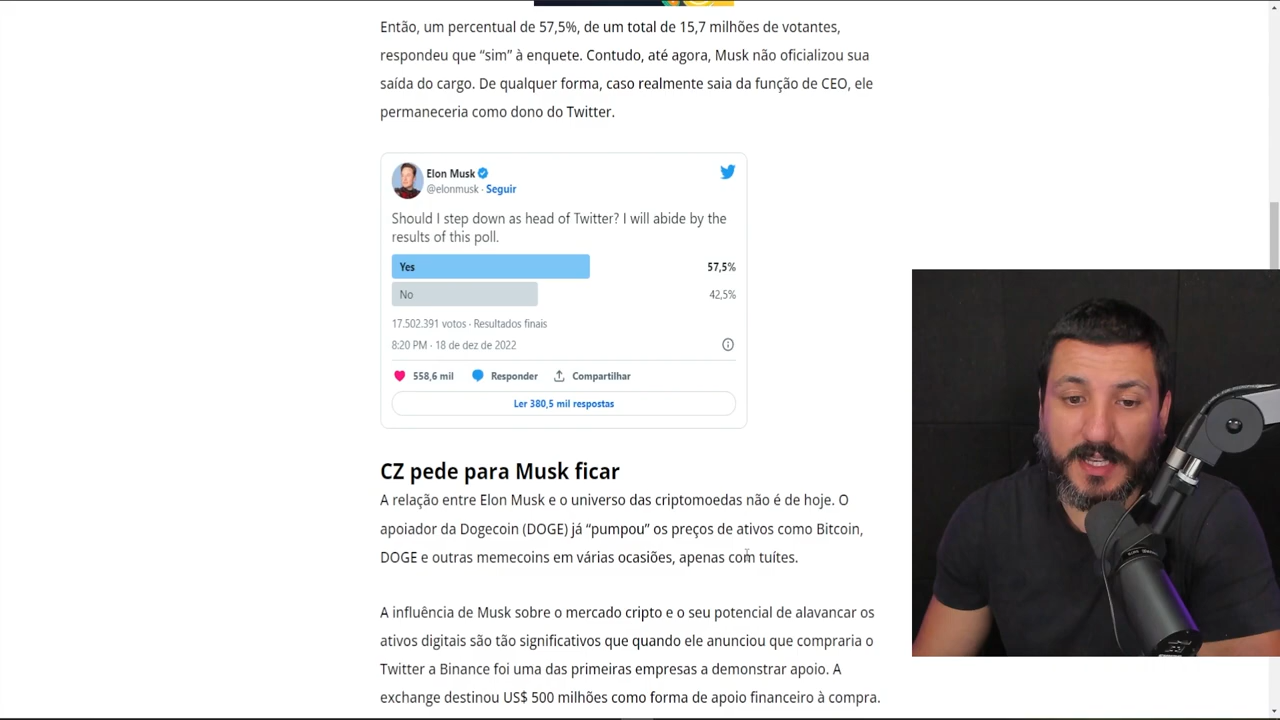 Então, um percentual de 57,5%, de um total de 15,7 milhões de votantes,
respondeu que “sim” à enquete. Contudo, até agora, Musk não oficializou sua
saída do cargo. De qualquer forma, caso realmente saia da função de CEO, ele
permaneceria como dono do Twitter.
Elon Musk
@elonmusk · Seguir
Should I step down as head of Twitter? I will abide by the
results of this poll.
Yes 57,5%
No 42,5%
17.502.391 votos · Resultados finais
8:20 PM · 18 de dez de 2022
558,6 mil Responder Compartilhar
Ler 380,5 mil respostas
CZ pede para Musk ficar
A relação entre Elon Musk e o universo das criptomoedas não é de hoje. O
apoiador da Dogecoin (DOGE) já “pumpou” os preços de ativos como Bitcoin,
DOGE e outras memecoins em várias ocasiões, apenas com tuítes.
A influência de Musk sobre o mercado cripto e o seu potencial de alavancar os
ativos digitais são tão significativos que quando ele anunciou que compraria o
Twitter a Binance foi uma das primeiras empresas a demonstrar apoio. A
exchange destinou US$ 500 milhões como forma de apoio financeiro à compra.